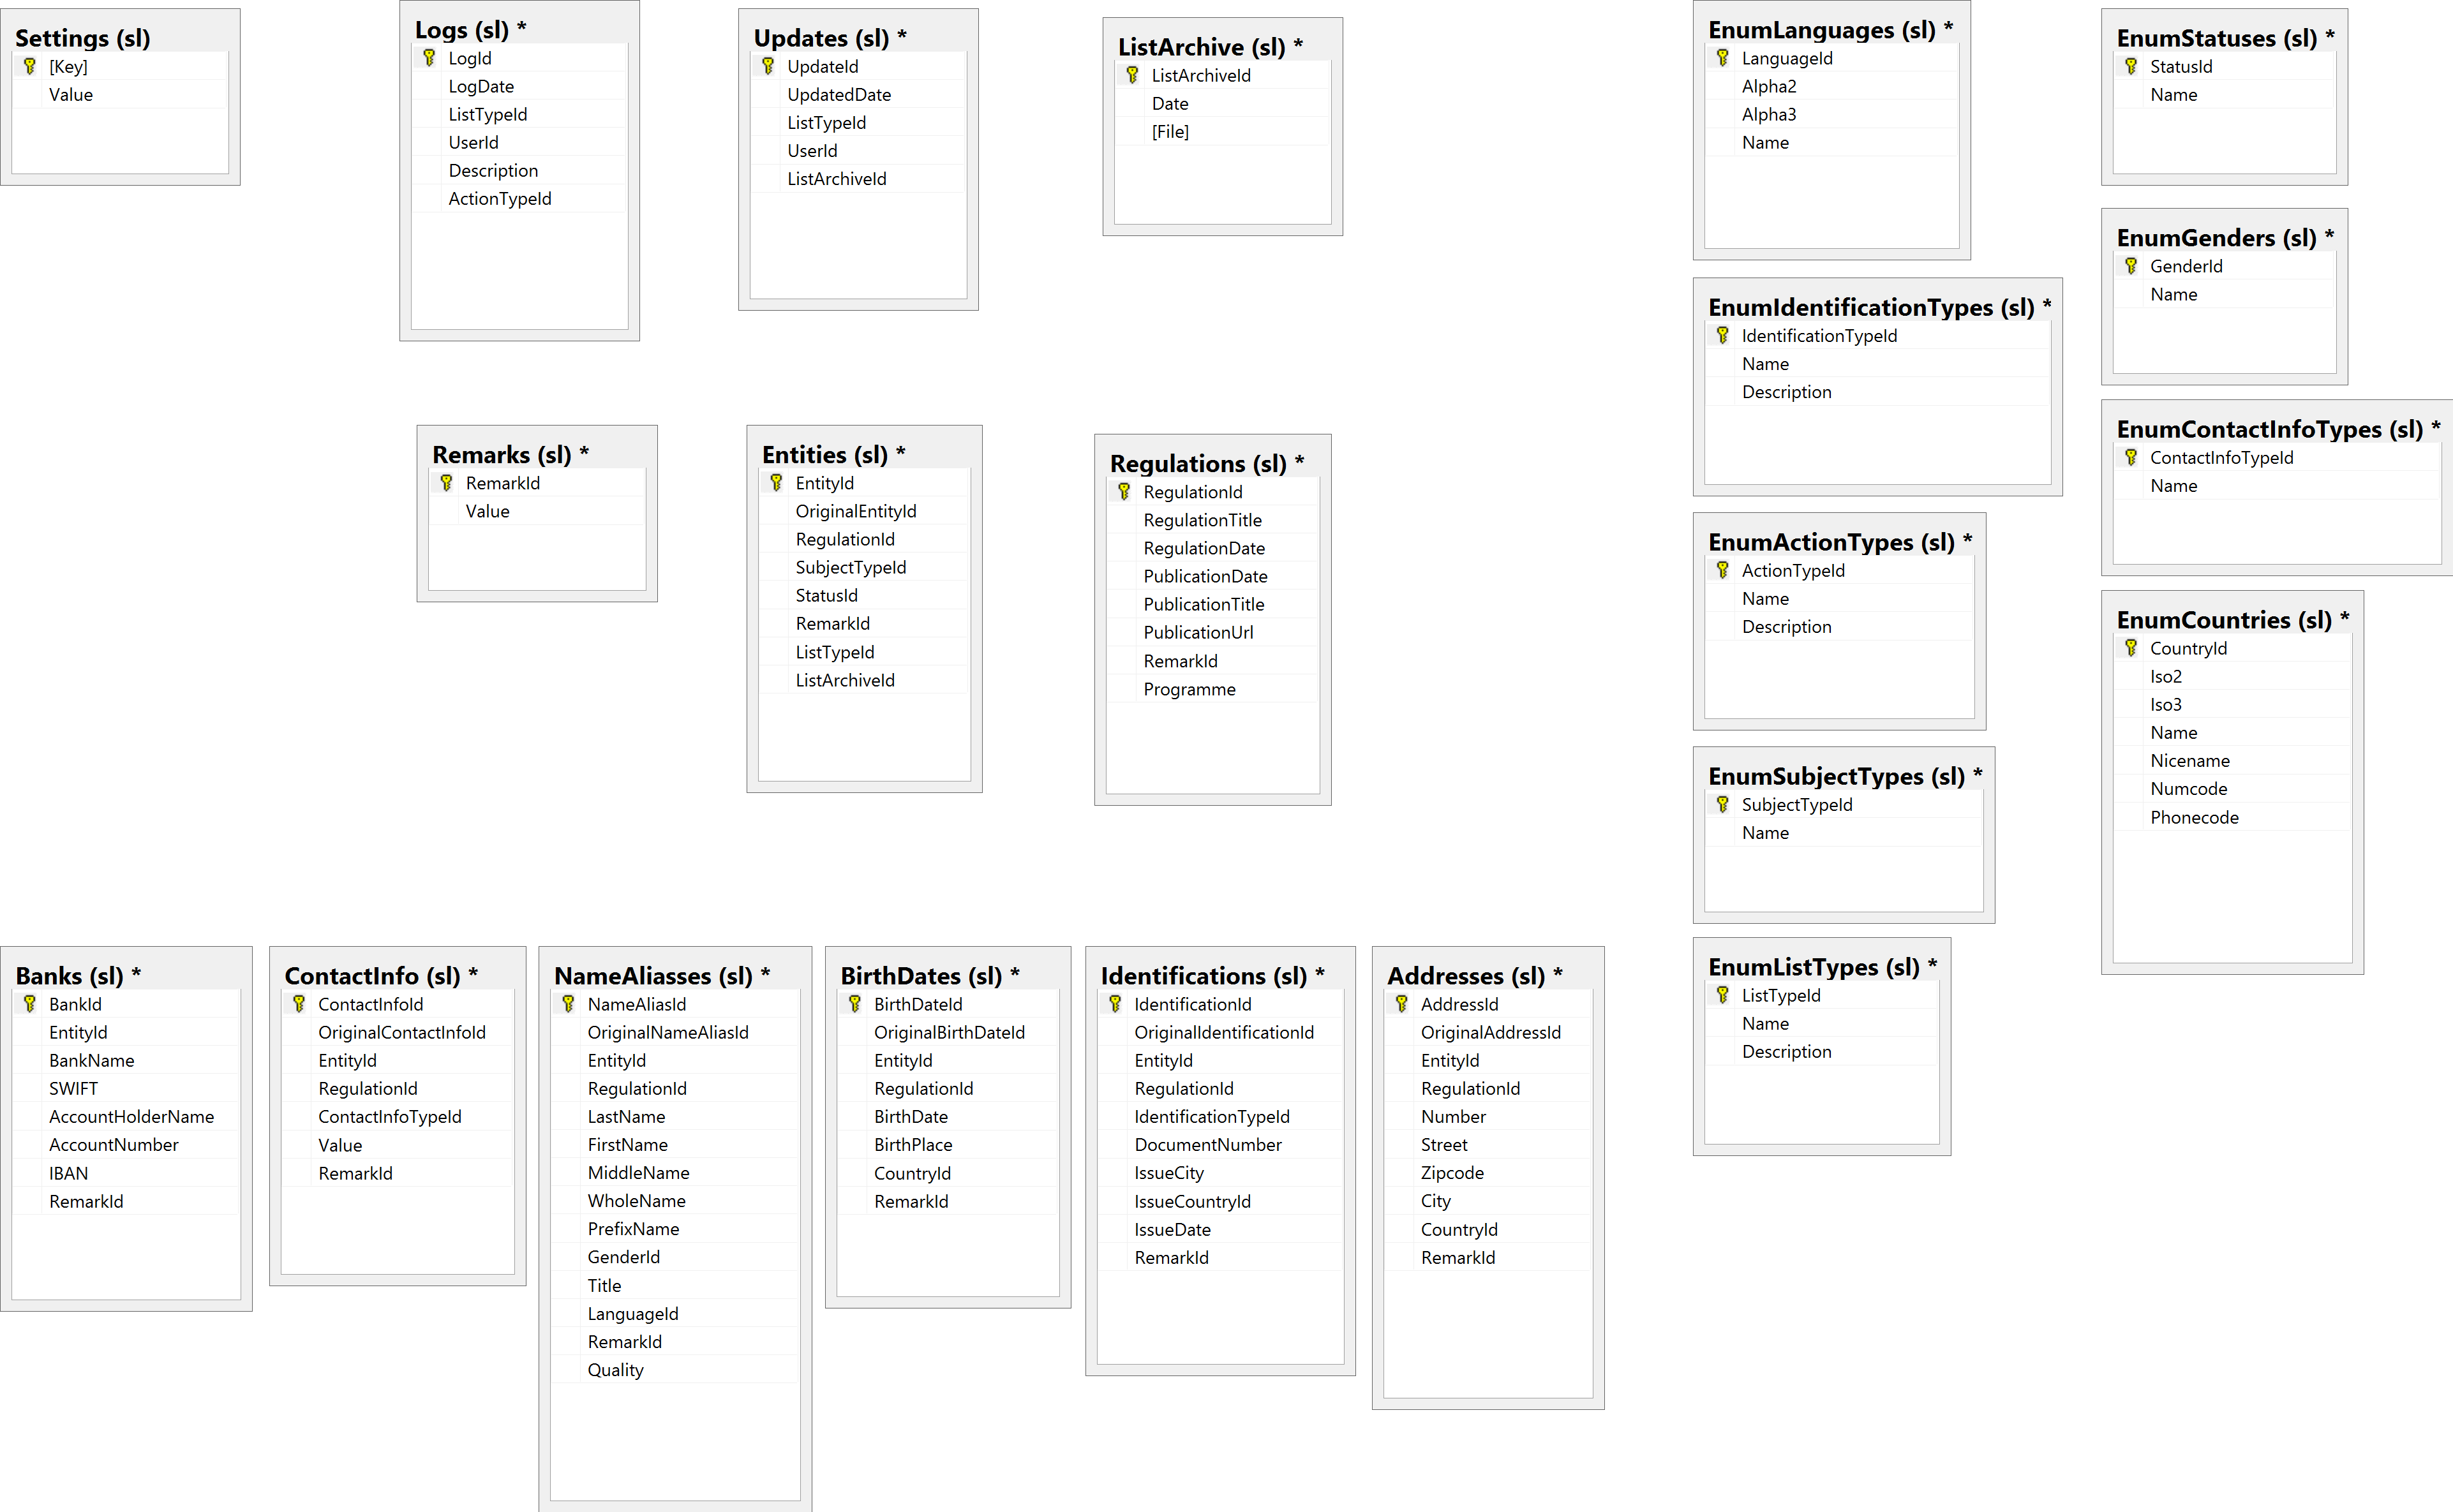 Settings (sl)
[Key]
Value
Logs (sl) *
LogId
LogDate
ListTypeId
UserId
Description
ActionTypeId
Updates (sl) *
UpdateId
UpdatedDate
ListTypeId
UserId
ListArchiveId
ListArchive (sl) *
ListArchiveId
Date
[File]
Remarks (sl) *
RemarkId
Value
Entities (sl) *
EntityId
OriginalEntityId
RegulationId
SubjectTypeId
StatusId
RemarkId
ListTypeId
ListArchiveId
Regulations (sl) *
RegulationId
RegulationTitle
RegulationDate
PublicationDate
PublicationTitle
PublicationUrl
RemarkId
Programme
Banks (sl) *
BankId
EntityId
BankName
SWIFT
AccountHolderName
AccountNumber
IBAN
RemarkId
ContactInfo (sl) *
ContactInfoId
OriginalContactInfoId
EntityId
RegulationId
ContactInfoTypeId
Value
RemarkId
NameAliasses (sl) *
NameAliasId
OriginalNameAliasId
EntityId
RegulationId
LastName
FirstName
MiddleName
WholeName
PrefixName
GenderId
Title
LanguageId
RemarkId
Quality
BirthDates (sl) *
BirthDateId
OriginalBirthDateId
EntityId
RegulationId
BirthDate
BirthPlace
CountryId
RemarkId
Identifications (sl) *
IdentificationId
OriginalIdentificationId
EntityId
RegulationId
IdentificationTypeId
DocumentNumber
IssueCity
IssueCountryId
IssueDate
RemarkId
Addresses (sl) *
AddressId
OriginalAddressId
EntityId
RegulationId
Number
Street
Zipcode
City
CountryId
RemarkId
EnumLanguages (sl) *
LanguageId
Alpha2
Alpha3
Name
EnumIdentificationTypes (sl) *
IdentificationTypeId
Name
Description
EnumActionTypes (sl) *
ActionTypeId
Name
Description
EnumSubjectTypes (sl) *
SubjectTypeId
Name
EnumListTypes (sl) *
ListTypeId
Name
Description
EnumStatuses (sl) *
StatusId
Name
EnumGenders (sl) *
GenderId
Name
EnumContactInfoTypes (sl) *
ContactInfoTypeId
Name
EnumCountries (sl) *
CountryId
Iso2
Iso3
Name
Nicename
Numcode
Phonecode